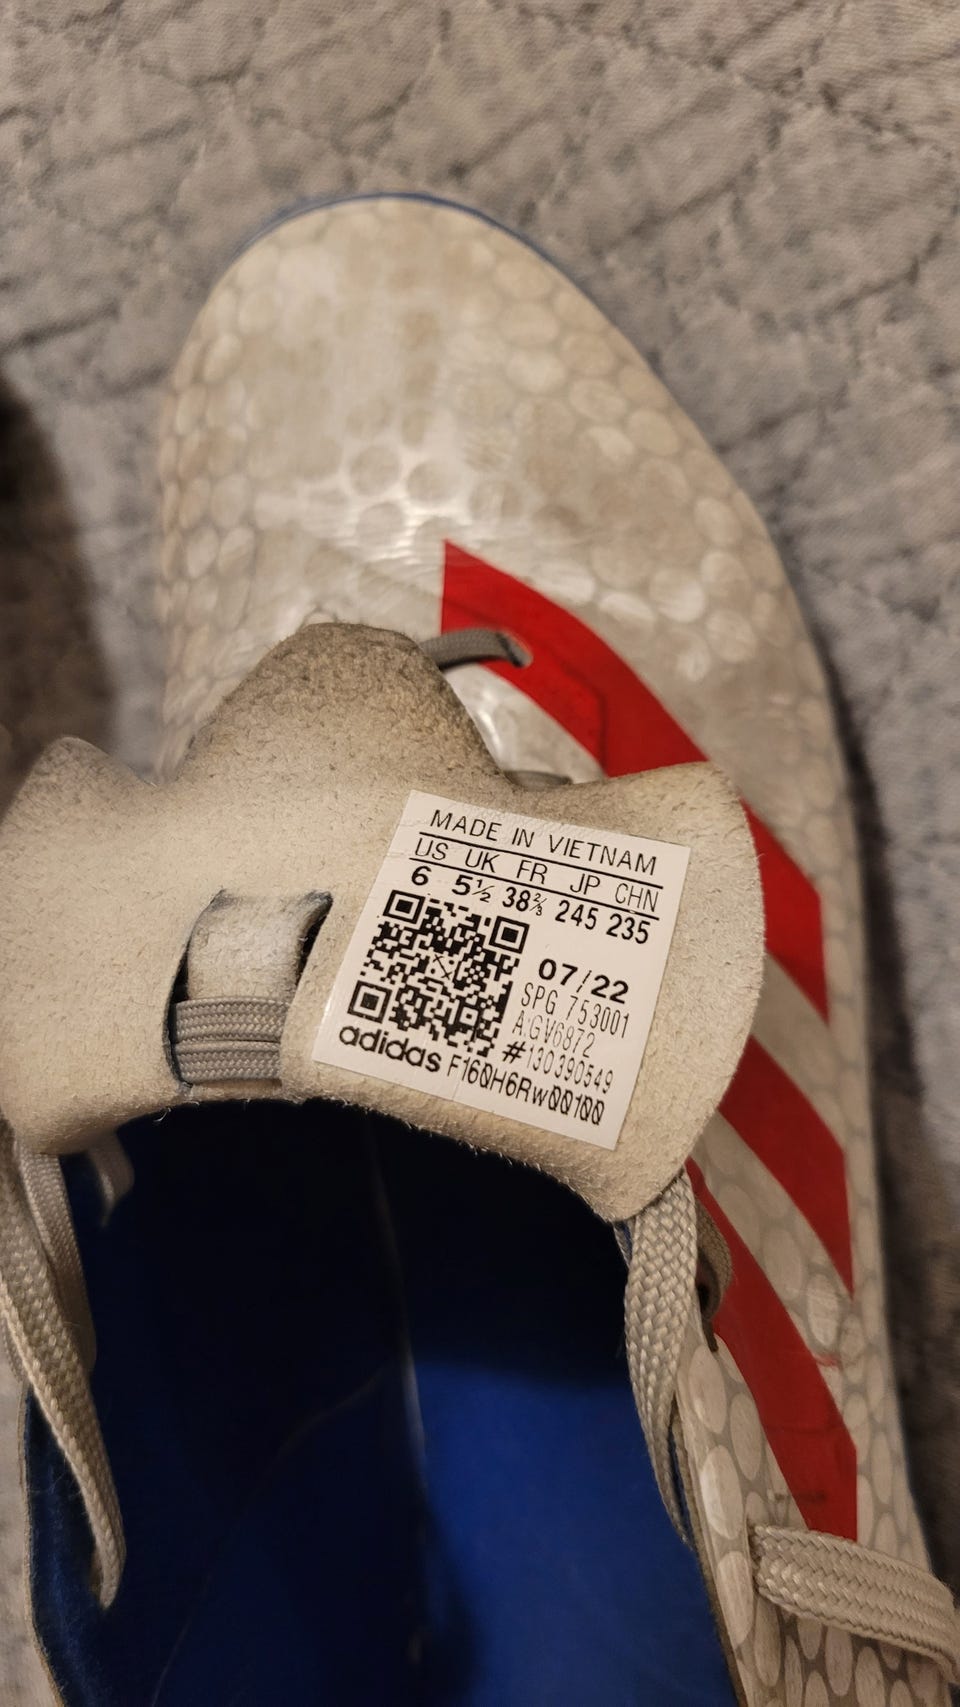 MADE IN VIETNAM
US UK FR JP CHN
6 5½ 38⅔ 245 235
07/22
SPG 753001
A:GV6872
#130390549
adidas F160H6Rw00100